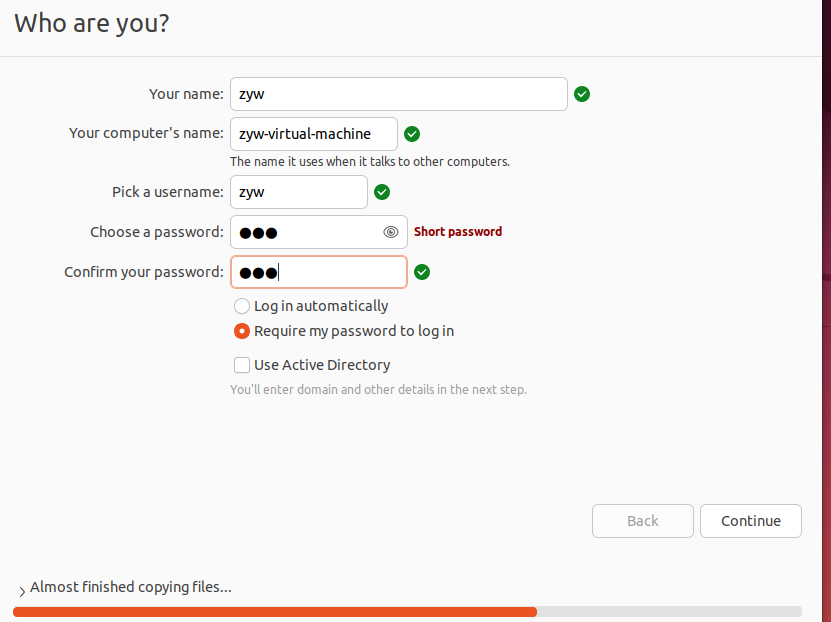 Who are you?
Your name: zyw
Your computer's name: zyw-virtual-machine
The name it uses when it talks to other computers.
Pick a username: zyw
Choose a password: ●●● Short password
Confirm your password: ●●●
Log in automatically
Require my password to log in
Use Active Directory
You'll enter domain and other details in the next step.
Back Continue
Almost finished copying files...